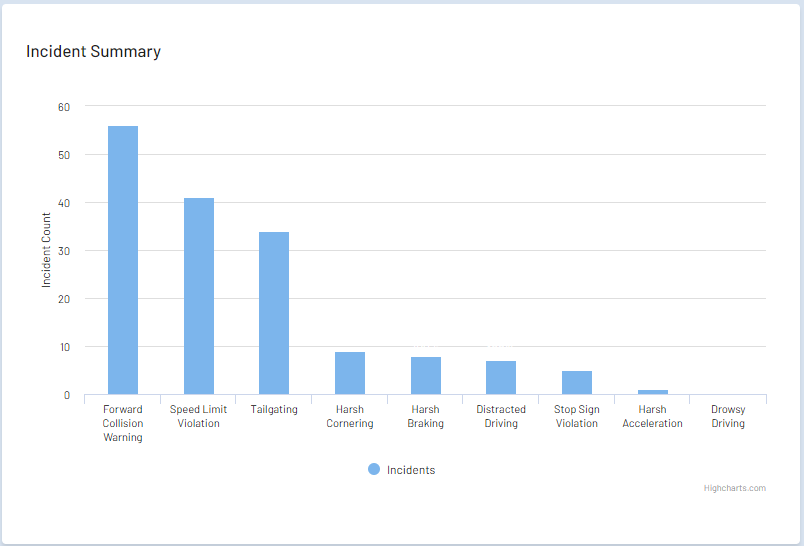 Incident Summary
60
50
40
30
20
10
0
Incident Count
Forward
Collision
Warning
Speed Limit
Violation
Tailgating
Harsh
Cornering
Harsh
Braking
Distracted
Driving
Stop Sign
Violation
Harsh
Acceleration
Drowsy
Driving
Incidents
Highcharts.com